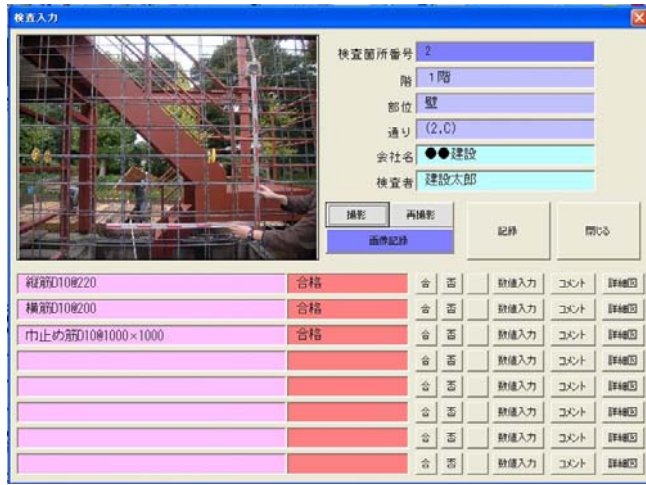 検査入力
検査箇所番号 2
階 1階
部位 壁
通り (2,C)
会社名 ●●建設
検査者 建設太郎
撮影 再撮影
画像記録
記録 閉じる
縦筋D10@220 合格 合 否 数値入力 コメント 詳細図
横筋D10@200 合格 合 否 数値入力 コメント 詳細図
巾止め筋D10@1000×1000 合格 合 否 数値入力 コメント 詳細図
合 否 数値入力 コメント 詳細図
合 否 数値入力 コメント 詳細図
合 否 数値入力 コメント 詳細図
合 否 数値入力 コメント 詳細図
合 否 数値入力 コメント 詳細図